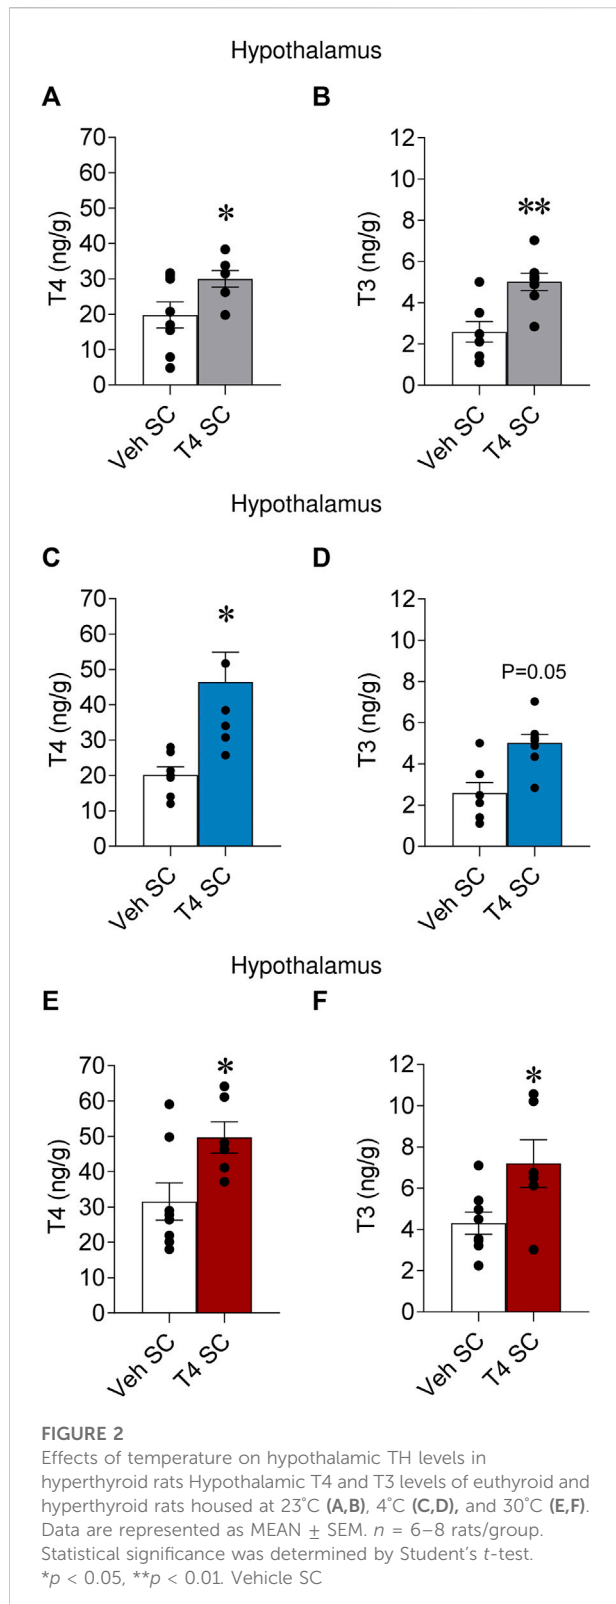 Hypothalamus
A
B
70
60
50
40
30
20
10
0
T4 (ng/g)
*
Veh SC
T4 SC
12
10
8
6
4
2
0
T3 (ng/g)
**
Veh SC
T4 SC
Hypothalamus
C
D
70
60
50
40
30
20
10
0
T4 (ng/g)
*
Veh SC
T4 SC
12
10
8
6
4
2
0
T3 (ng/g)
P=0.05
Veh SC
T4 SC
Hypothalamus
E
F
70
60
50
40
30
20
10
0
T4 (ng/g)
*
Veh SC
T4 SC
12
10
8
6
4
2
0
T3 (ng/g)
*
Veh SC
T4 SC
FIGURE 2
Effects of temperature on hypothalamic TH levels in
hyperthyroid rats Hypothalamic T4 and T3 levels of euthyroid and
hyperthyroid rats housed at 23°C (A,B), 4°C (C,D), and 30°C (E,F).
Data are represented as MEAN ± SEM. n = 6–8 rats/group.
Statistical significance was determined by Student’s t-test.
*p < 0.05, **p < 0.01. Vehicle SC